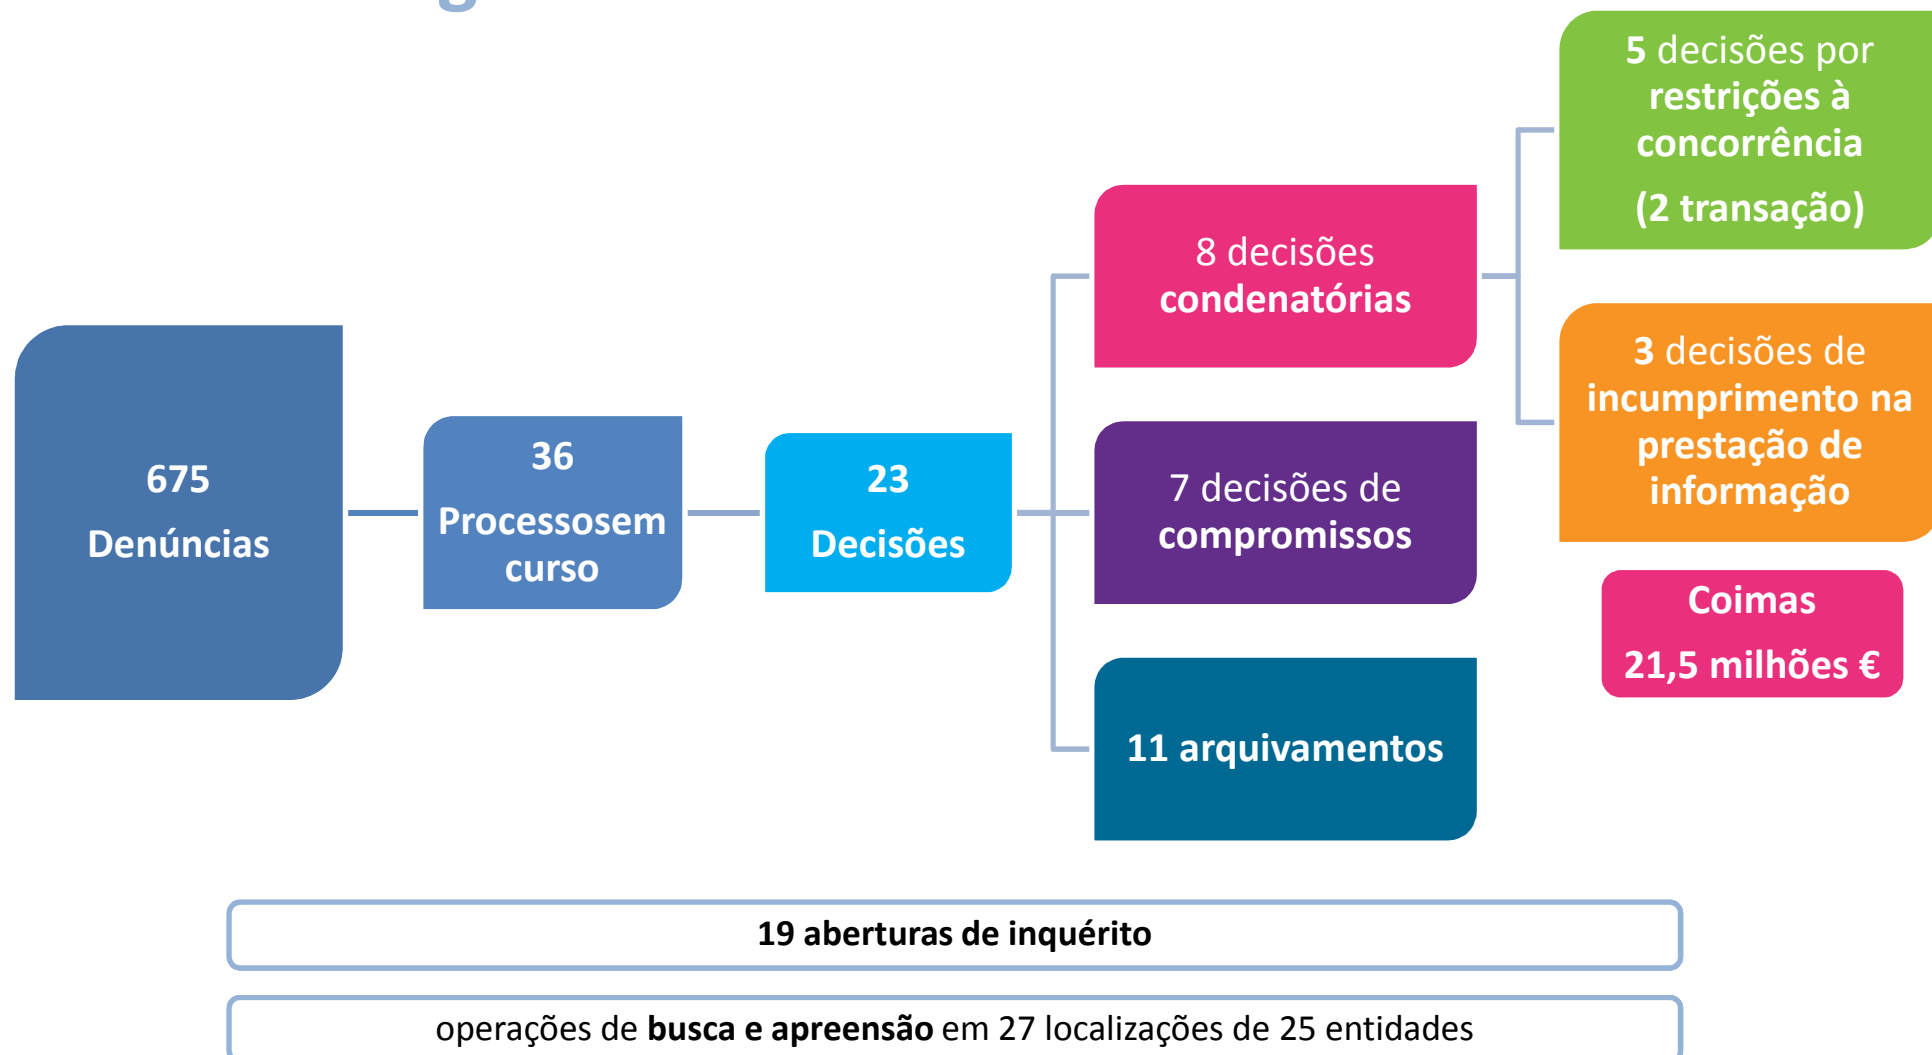 675
Denúncias
36
Processosem
curso
23
Decisões
8 decisões
condenatórias
7 decisões de
compromissos
11 arquivamentos
5 decisões por
restrições à
concorrência
(2 transação)
3 decisões de
incumprimento na
prestação de
informação
Coimas
21,5 milhões €
19 aberturas de inquérito
operações de busca e apreensão em 27 localizações de 25 entidades